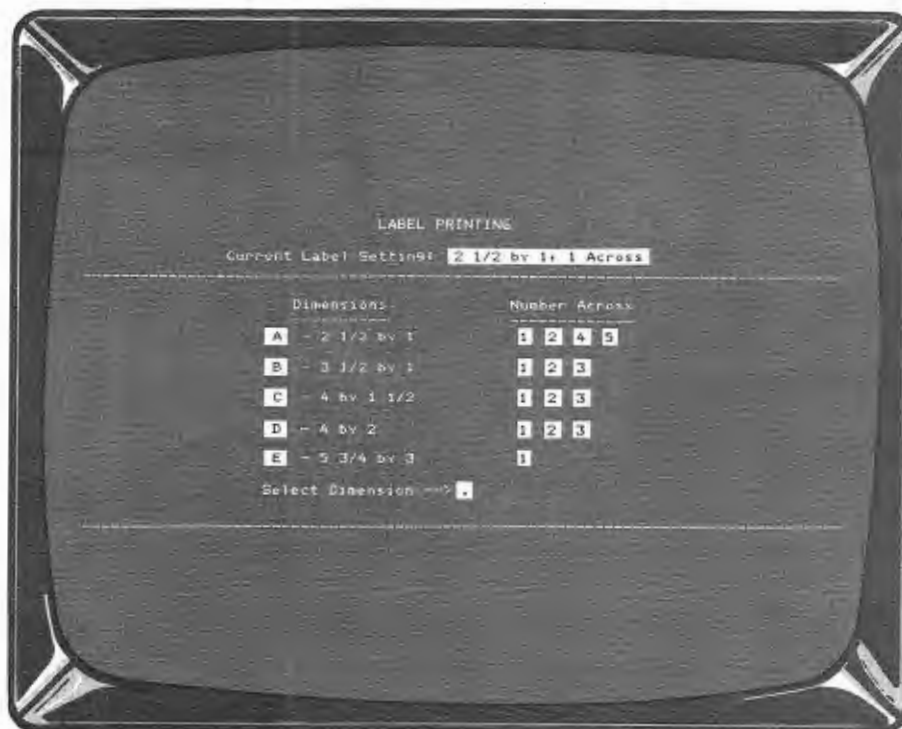 LABEL PRINTING
Current Label Setting: 2 1/2 by 1, 1 Across
Dimensions Number Across
A - 2 1/2 by 1 1 2 4 5
B - 3 1/2 by 1 1 2 3
C - 4 by 1 1/2 1 2 3
D - 4 by 2 1 2 3
E - 5 3/4 by 3 1
Select Dimension --> .